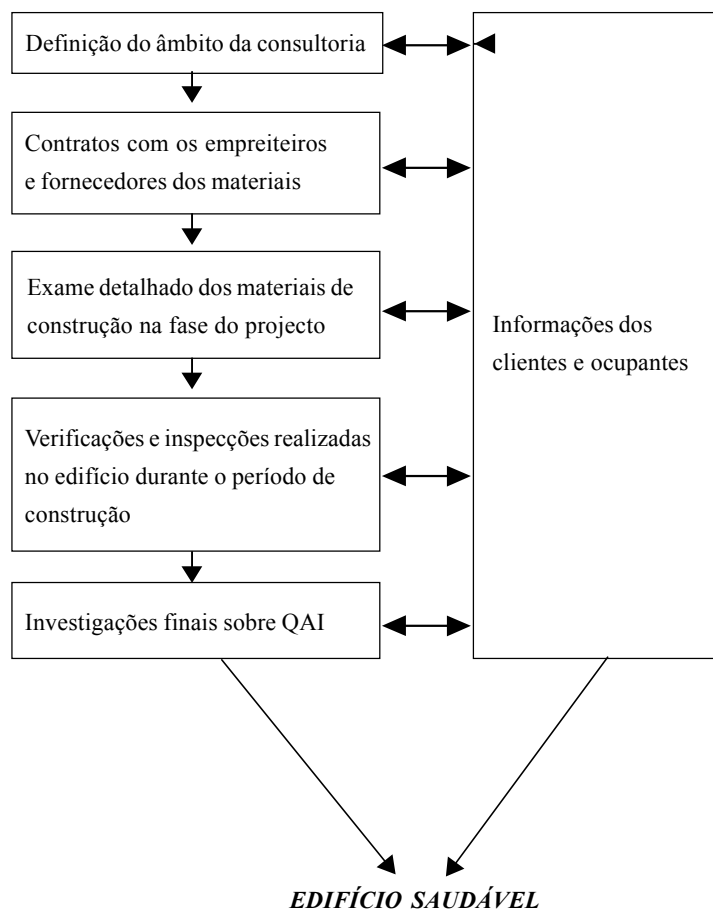 Definição do âmbito da consultoria
Contratos com os empreiteiros
e fornecedores dos materiais
Exame detalhado dos materiais de
construção na fase do projecto
Verificações e inspecções realizadas
no edifício durante o período de
construção
Investigações finais sobre QAI
Informações dos
clientes e ocupantes
EDIFÍCIO SAUDÁVEL